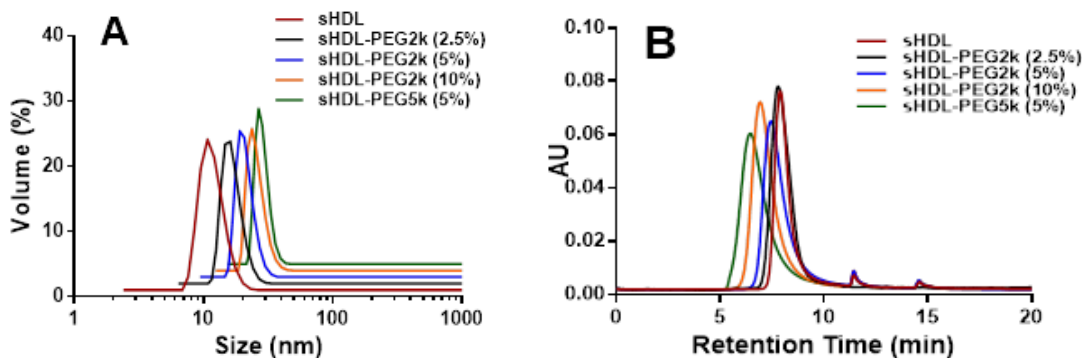 A
sHDL
sHDL-PEG2k (2.5%)
sHDL-PEG2k (5%)
sHDL-PEG2k (10%)
sHDL-PEG5k (5%)
Volume (%)
40
30
20
10
0
1
10
100
1000
Size (nm)
B
sHDL
sHDL-PEG2k (2.5%)
sHDL-PEG2k (5%)
sHDL-PEG2k (10%)
sHDL-PEG5k (5%)
AU
0.10
0.08
0.06
0.04
0.02
0.00
0
5
10
15
20
Retention Time (min)